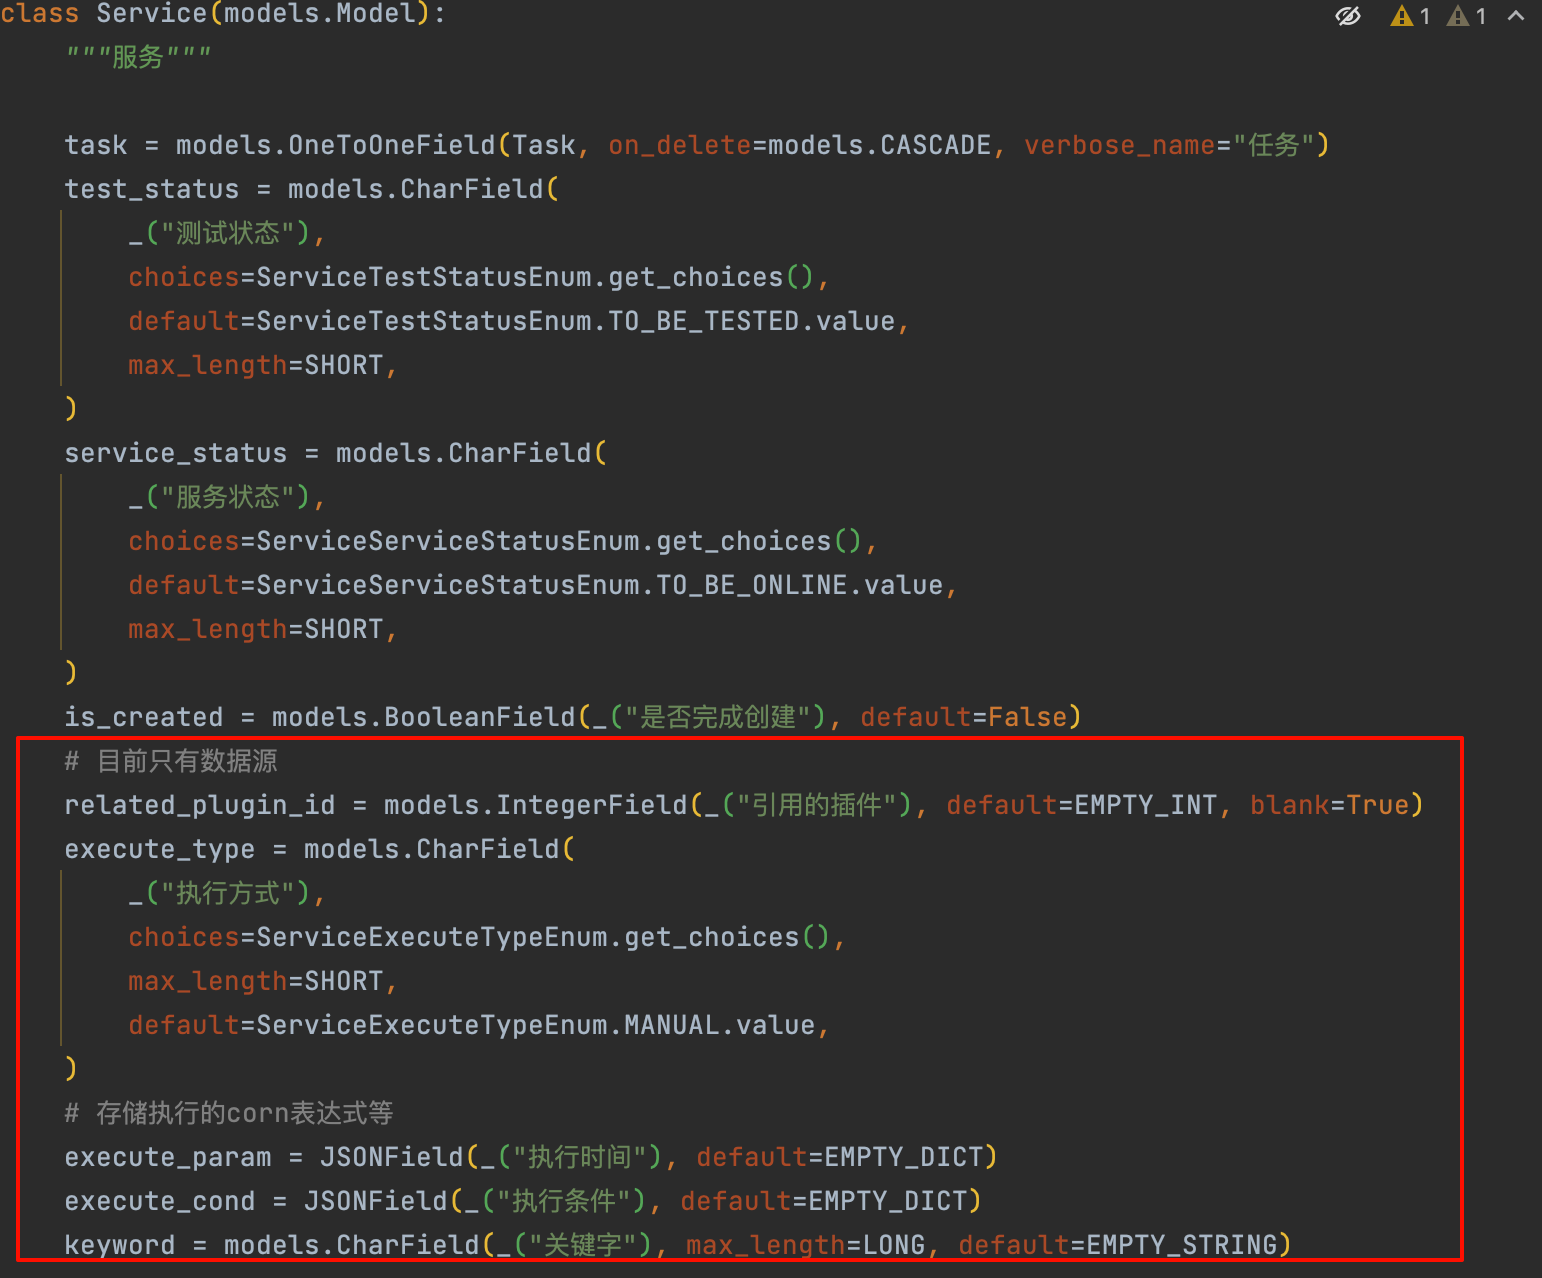 class Service(models.Model):
1 1
"""服务"""
task = models.OneToOneField(Task, on_delete=models.CASCADE, verbose_name="任务")
test_status = models.CharField(
_("测试状态"),
choices=ServiceTestStatusEnum.get_choices(),
default=ServiceTestStatusEnum.TO_BE_TESTED.value,
max_length=SHORT,
)
service_status = models.CharField(
_("服务状态"),
choices=ServiceServiceStatusEnum.get_choices(),
default=ServiceServiceStatusEnum.TO_BE_ONLINE.value,
max_length=SHORT,
)
is_created = models.BooleanField(_("是否完成创建"), default=False)
# 目前只有数据源
related_plugin_id = models.IntegerField(_("引用的插件"), default=EMPTY_INT, blank=True)
execute_type = models.CharField(
_("执行方式"),
choices=ServiceExecuteTypeEnum.get_choices(),
max_length=SHORT,
default=ServiceExecuteTypeEnum.MANUAL.value,
)
# 存储执行的corn表达式等
execute_param = JSONField(_("执行时间"), default=EMPTY_DICT)
execute_cond = JSONField(_("执行条件"), default=EMPTY_DICT)
keyword = models.CharField(_("关键字"), max_length=LONG, default=EMPTY_STRING)